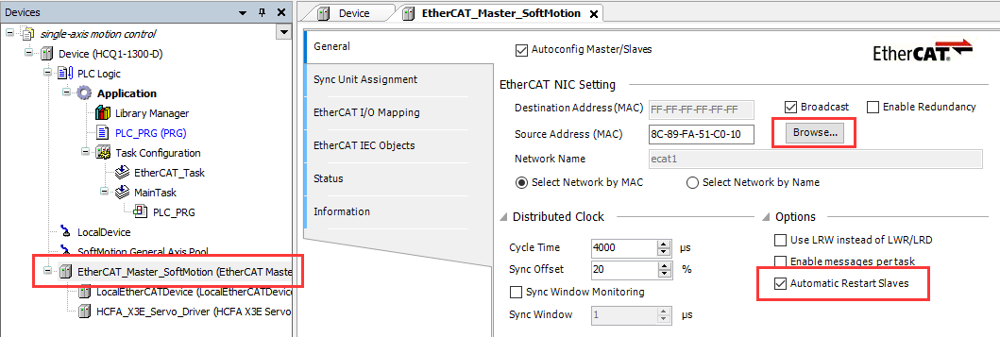 Devices
single-axis motion control
Device (HCQ1-1300-D)
PLC Logic
Application
Library Manager
PLC_PRG (PRG)
Task Configuration
EtherCAT_Task
MainTask
PLC_PRG
LocalDevice
SoftMotion General Axis Pool
EtherCAT_Master_SoftMotion (EtherCAT Maste
LocalEtherCATDevice (LocalEtherCATDevice
HCFA_X3E_Servo_Driver (HCFA X3E Servo
Device
EtherCAT_Master_SoftMotion
General
Sync Unit Assignment
EtherCAT I/O Mapping
EtherCAT IEC Objects
Status
Information
Autoconfig Master/Slaves
EtherCAT
EtherCAT NIC Setting
Destination Address (MAC) FF-FF-FF-FF-FF-FF Broadcast Enable Redundancy
Source Address (MAC) 8C-89-FA-51-C0-10 Browse...
Network Name ecat1
Select Network by MAC Select Network by Name
Distributed Clock
Cycle Time 4000 µs
Sync Offset 20 %
Sync Window Monitoring
Sync Window 1 µs
Options
Use LRW instead of LWR/LRD
Enable messages per task
Automatic Restart Slaves